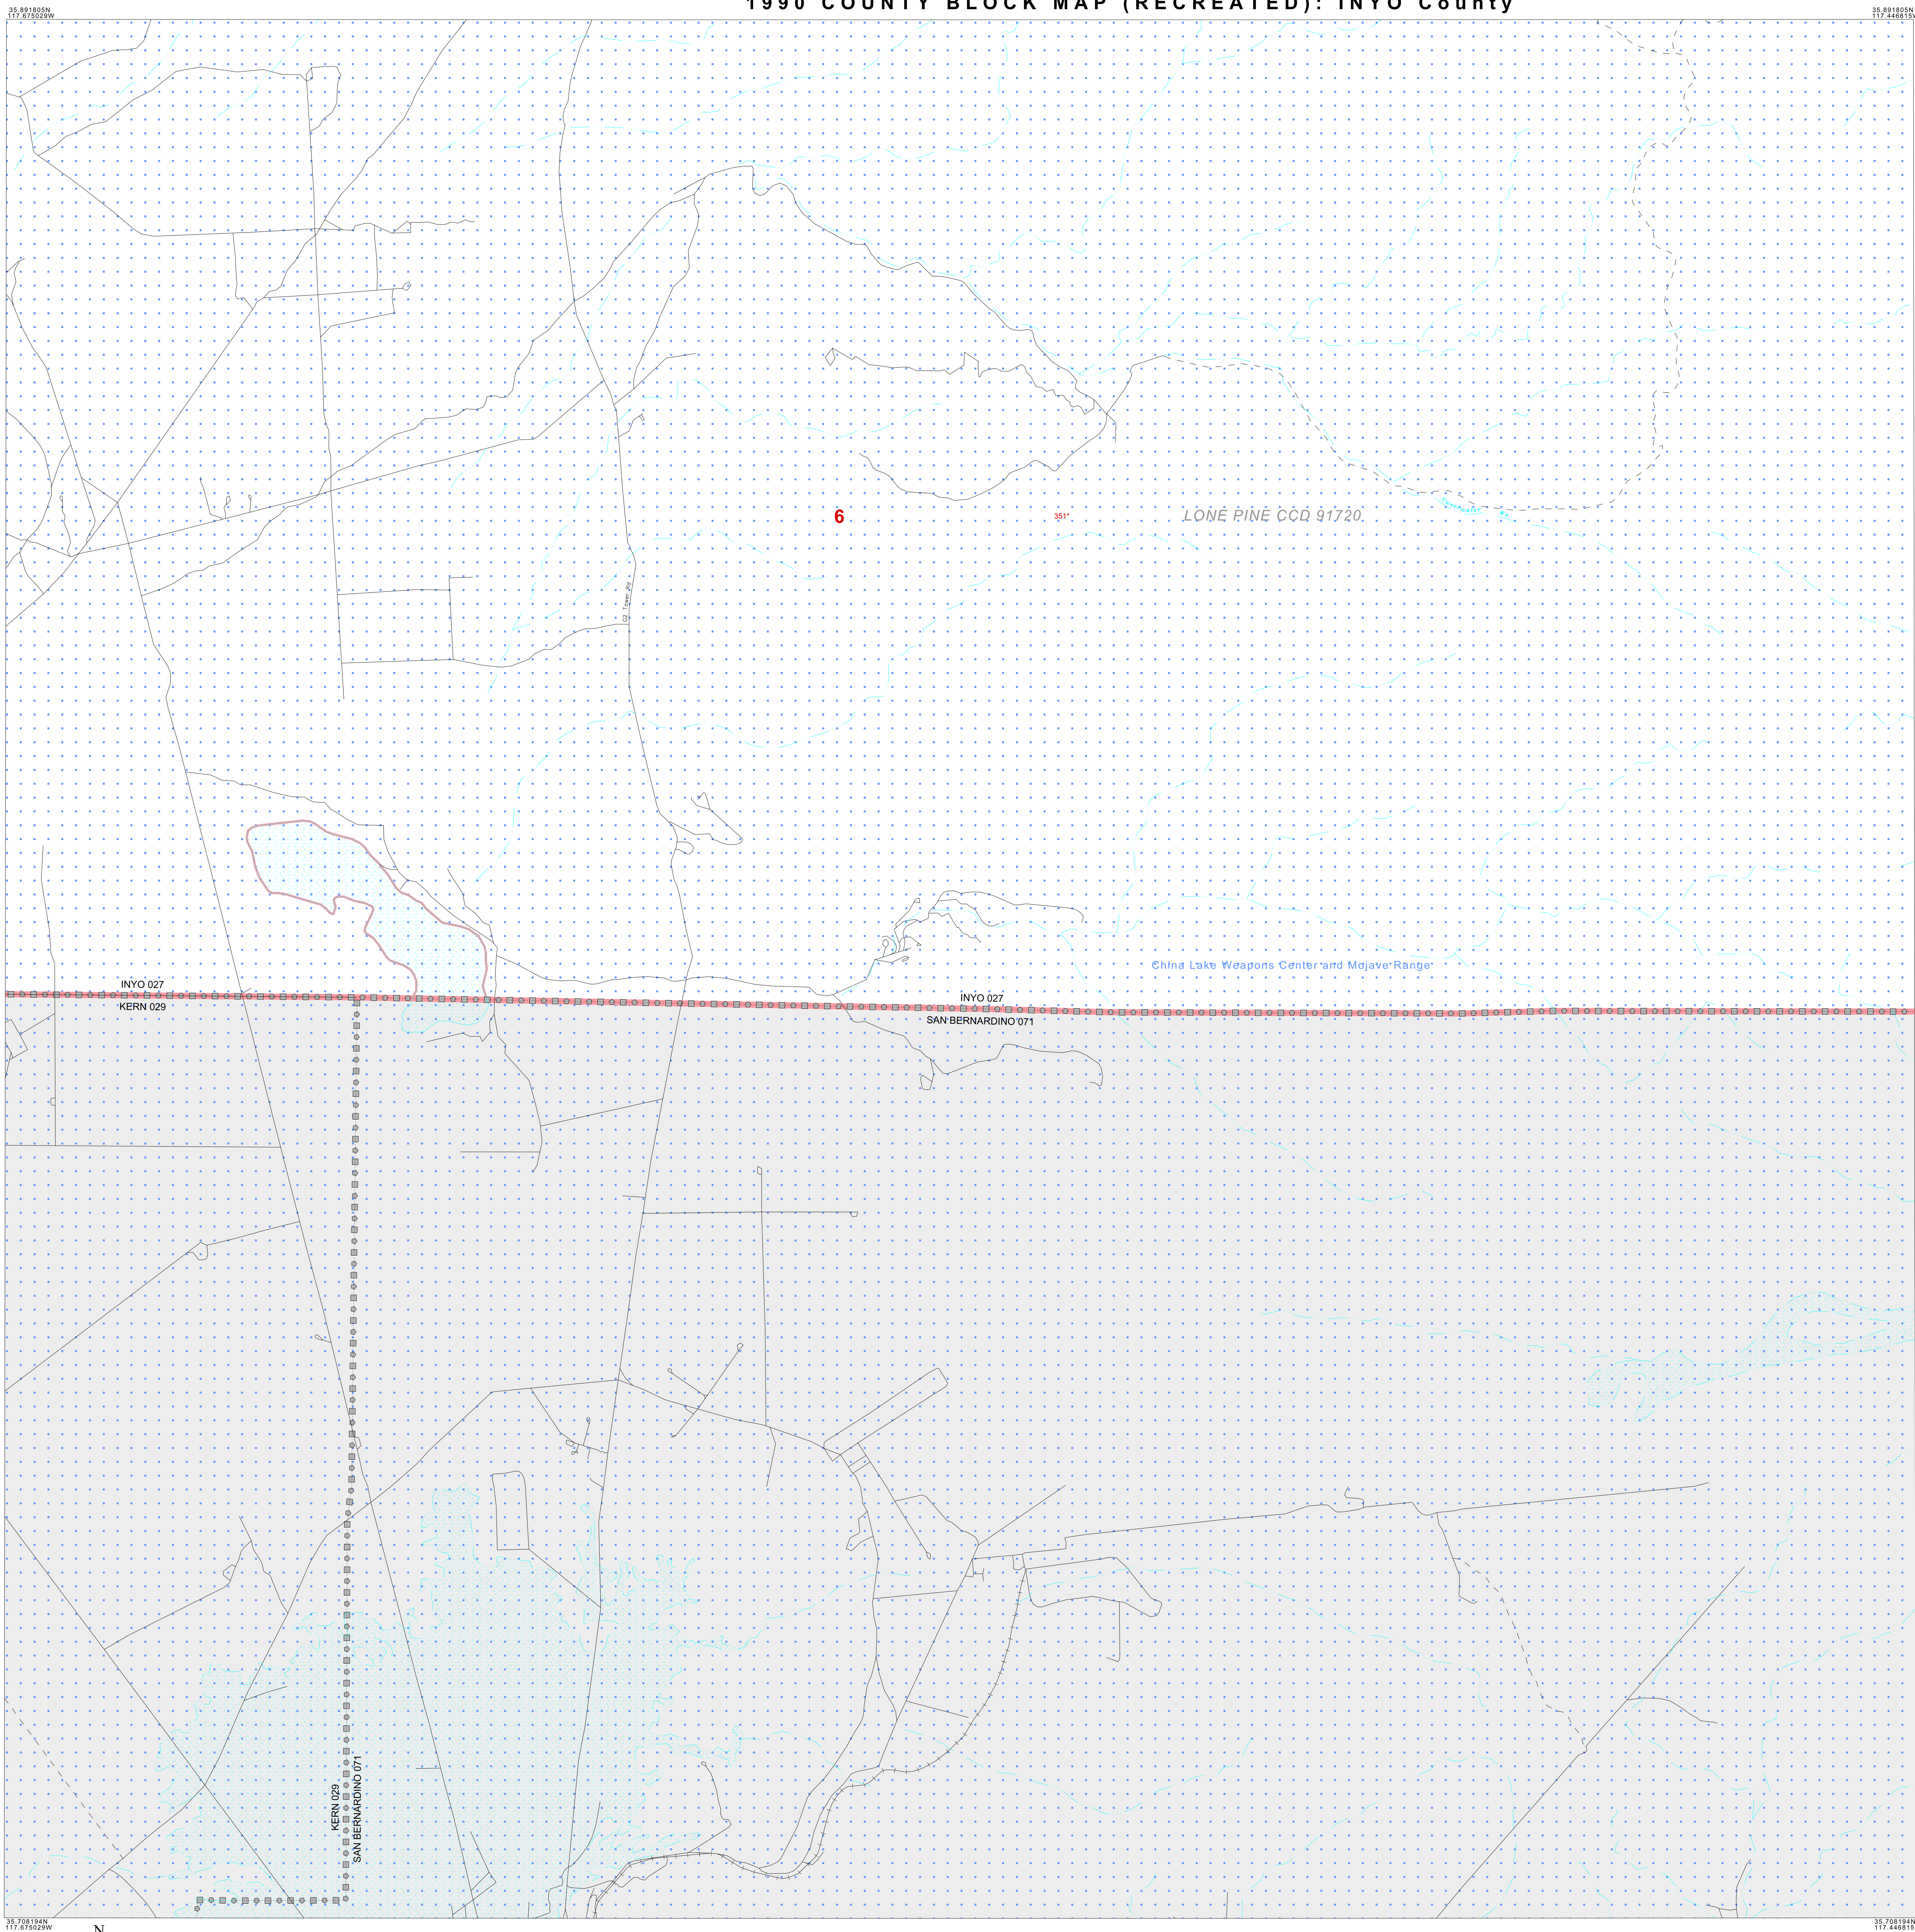 1990 COUNTY BLOCK MAP (RECREATED): INYO County
35.891805N
117.675029W
35.891805N
117.446815W
6
351*
LONE PINE CCD 91720
G2 Tower Rd
China Lake Weapons Center and Mojave Range
INYO 027
KERN 029
INYO 027
SAN BERNARDINO 071
KERN 029
SAN BERNARDINO 071
35.708194N
117.675029W
N
35.708194N
117.446815